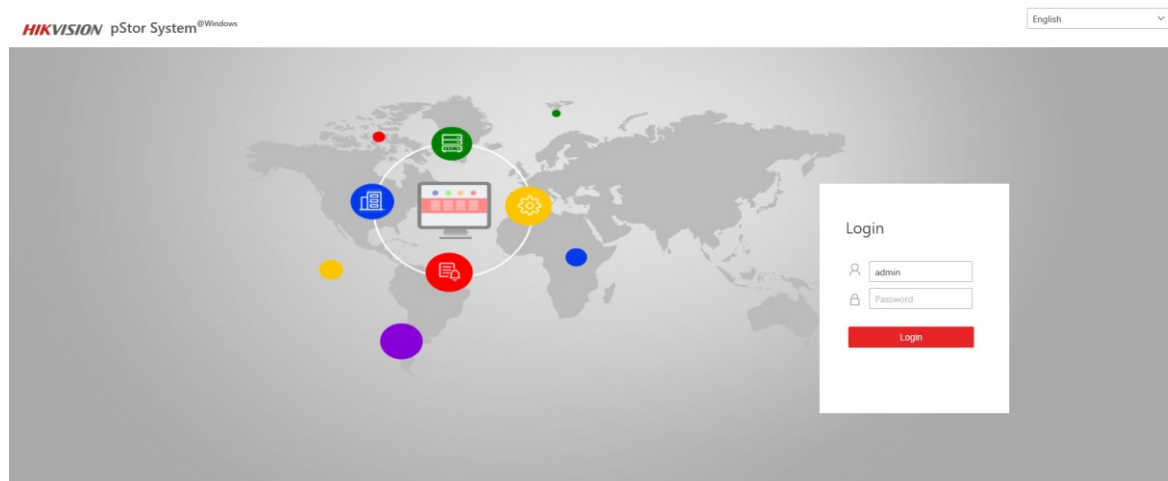 HIKVISION pStor System@Windows
English
Login
admin
Password
Login